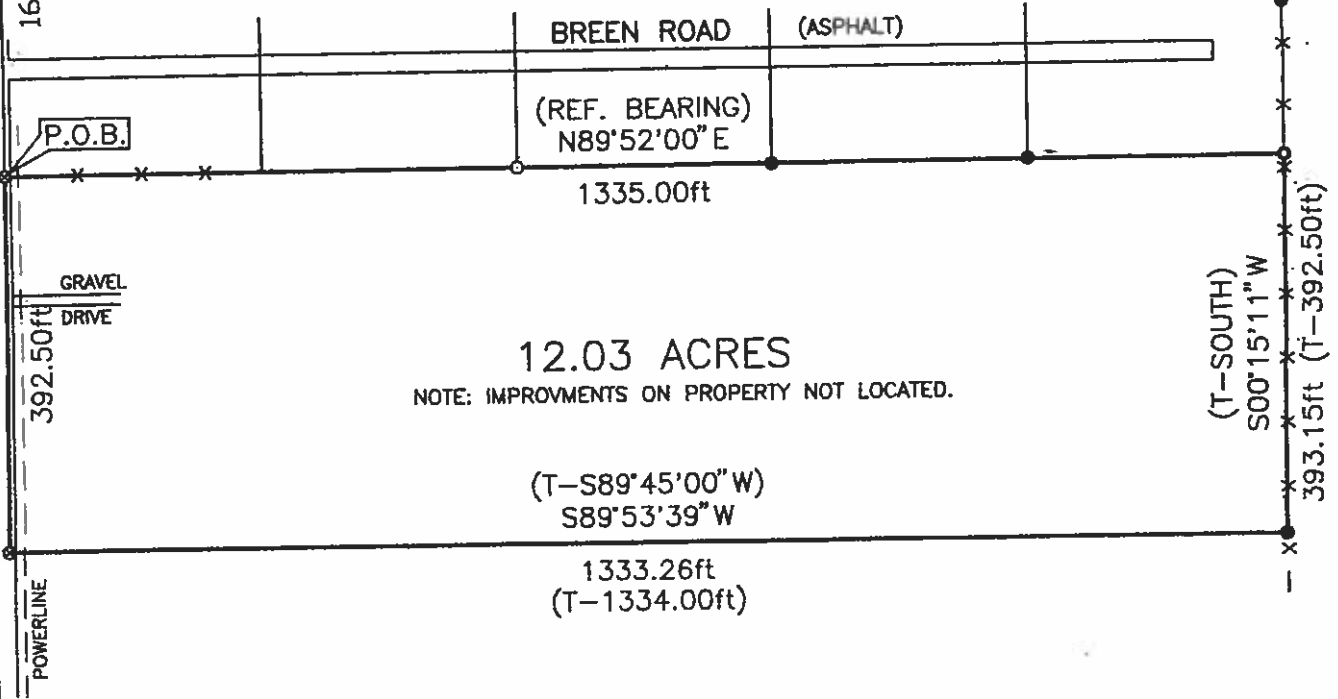 16
BREEN ROAD (ASPHALT)
(REF. BEARING)
N89°52'00"E
P.O.B.
1335.00ft
GRAVEL
DRIVE
392.50ft
12.03 ACRES
NOTE: IMPROVMENTS ON PROPERTY NOT LOCATED.
(T-SOUTH)
S00°15'11"W
393.15ft (T-392.50ft)
(T-S89°45'00"W)
S89°53'39"W
1333.26ft
(T-1334.00ft)
POWERLINE